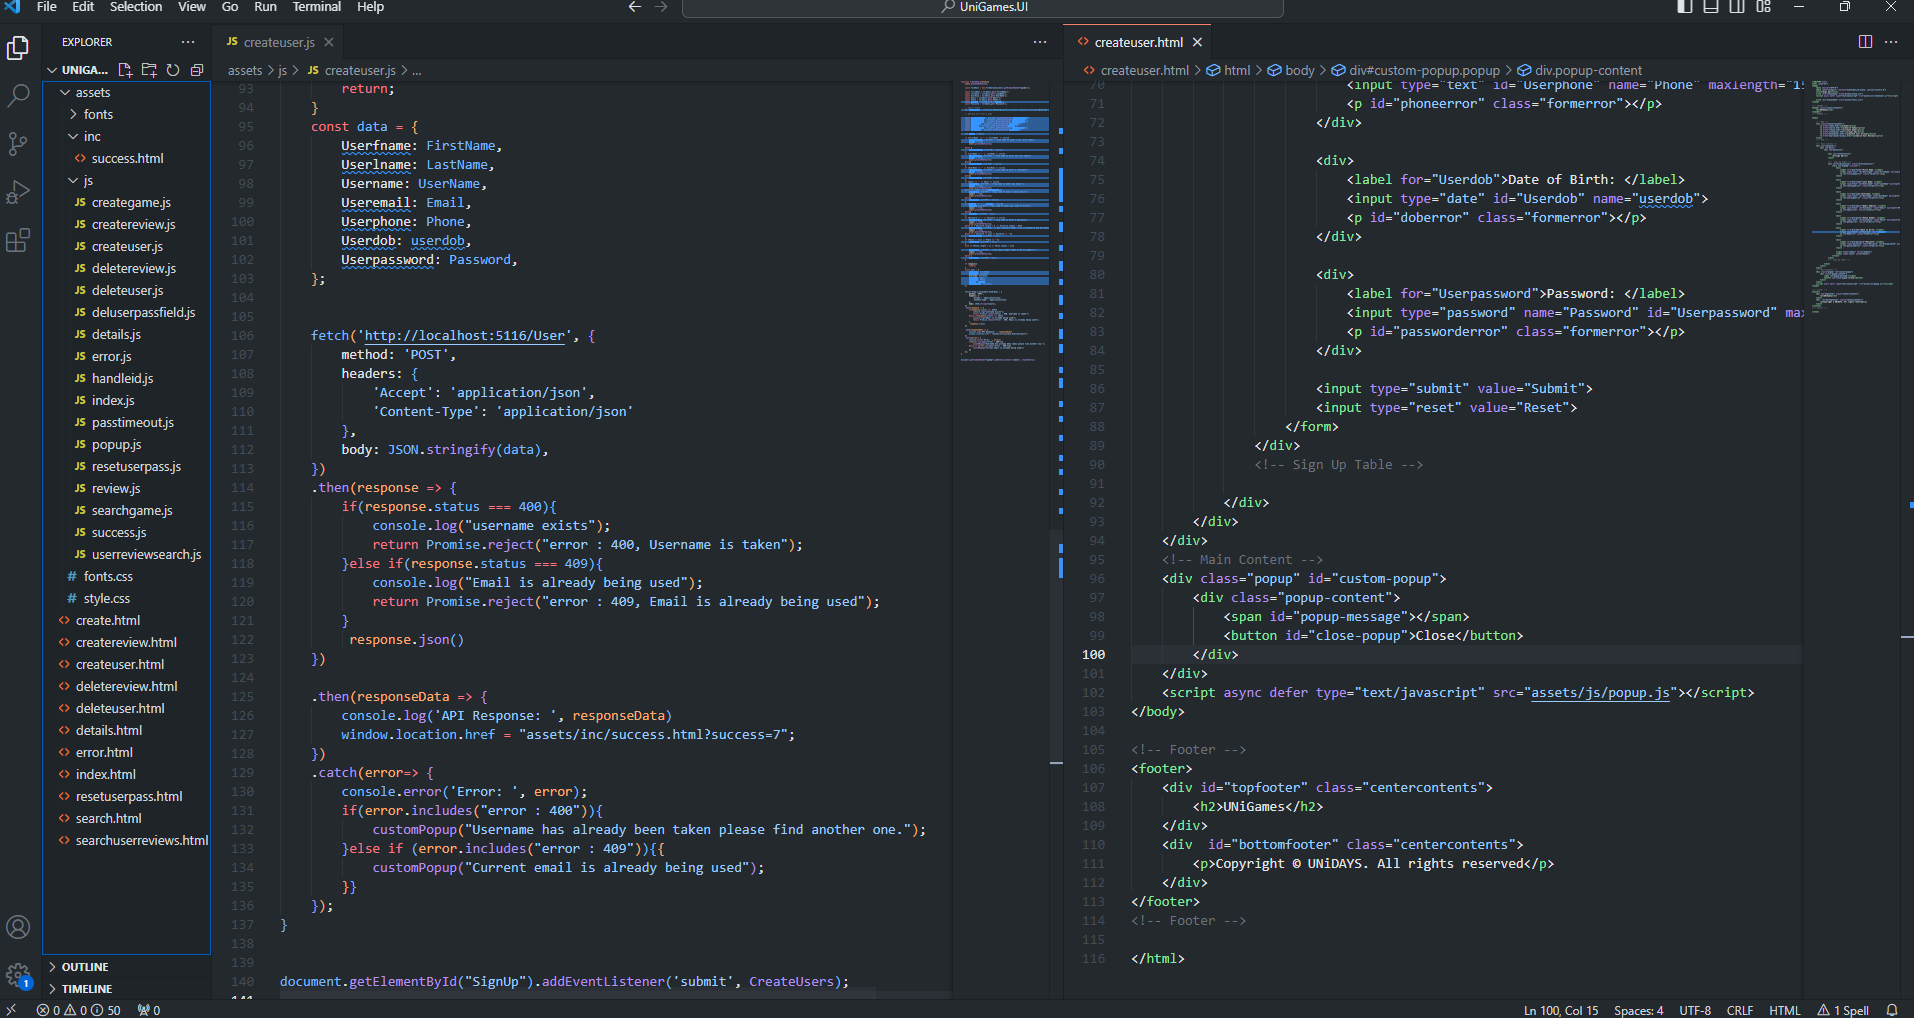 File Edit Selection View Go Run Terminal Help
UniGames.UI
EXPLORER
UNIGA...
assets
fonts
inc
success.html
js
JS creategame.js
JS createreview.js
JS createuser.js
JS deletereview.js
JS deleteuser.js
JS deluserpassfield.js
JS details.js
JS error.js
JS handleid.js
JS index.js
JS passtimeout.js
JS popup.js
JS resetuserpass.js
JS review.js
JS searchgame.js
JS success.js
JS userreviewsearch.js
# fonts.css
# style.css
<> create.html
<> createreview.html
<> createuser.html
<> deletereview.html
<> deleteuser.html
<> details.html
<> error.html
<> index.html
<> resetuserpass.html
<> search.html
<> searchuserreviews.html
OUTLINE
TIMELINE
JS createuser.js
assets > js > JS createuser.js > ...
93 return;
94 }
95 const data = {
96 Userfname: FirstName,
97 Userlname: LastName,
98 Username: UserName,
99 Useremail: Email,
100 Userphone: Phone,
101 Userdob: userdob,
102 Userpassword: Password,
103 };
104
105
106 fetch('http://localhost:5116/User', {
107 method: 'POST',
108 headers: {
109 'Accept': 'application/json',
110 'Content-Type': 'application/json'
111 },
112 body: JSON.stringify(data),
113 })
114 .then(response => {
115 if(response.status === 400){
116 console.log("username exists");
117 return Promise.reject("error : 400, Username is taken");
118 }else if(response.status === 409){
119 console.log("Email is already being used");
120 return Promise.reject("error : 409, Email is already being used");
121 }
122 response.json()
123 })
124
125 .then(responseData => {
126 console.log('API Response: ', responseData)
127 window.location.href = "assets/inc/success.html?success=7";
128 })
129 .catch(error=> {
130 console.error('Error: ', error);
131 if(error.includes("error : 400")){
132 customPopup("Username has already been taken please find another one.");
133 }else if (error.includes("error : 409")){{
134 customPopup("Current email is already being used");
135 }}
136 });
137 }
138
139
140 document.getElementById("SignUp").addEventListener('submit', CreateUsers);
141
<> createuser.html
<> createuser.html > html > body > div#custom-popup.popup > div.popup-content
70 <input type="text" id="Userphone" name="Phone" maxlength="15
71 <p id="phoneerror" class="formerror"></p>
72 </div>
73
74 <div>
75 <label for="Userdob">Date of Birth: </label>
76 <input type="date" id="Userdob" name="userdob">
77 <p id="doberror" class="formerror"></p>
78 </div>
79
80 <div>
81 <label for="Userpassword">Password: </label>
82 <input type="password" name="Password" id="Userpassword" max
83 <p id="passworderror" class="formerror"></p>
84 </div>
85
86 <input type="submit" value="Submit">
87 <input type="reset" value="Reset">
88 </form>
89 </div>
90 <!-- Sign Up Table -->
91
92 </div>
93 </div>
94 </div>
95 <!-- Main Content -->
96 <div class="popup" id="custom-popup">
97 <div class="popup-content">
98 <span id="popup-message"></span>
99 <button id="close-popup">Close</button>
100 </div>
101 </div>
102 <script async defer type="text/javascript" src="assets/js/popup.js"></script>
103 </body>
104
105 <!-- Footer -->
106 <footer>
107 <div id="topfooter" class="centercontents">
108 <h2>UNiGames</h2>
109 </div>
110 <div  id="bottomfooter" class="centercontents">
111 <p>Copyright © UNiDAYS. All rights reserved</p>
112 </div>
113 </footer>
114 <!-- Footer -->
115
116 </html>
1
0 0 50 0
Ln 100, Col 15 Spaces: 4 UTF-8 CRLF HTML 1 Spell